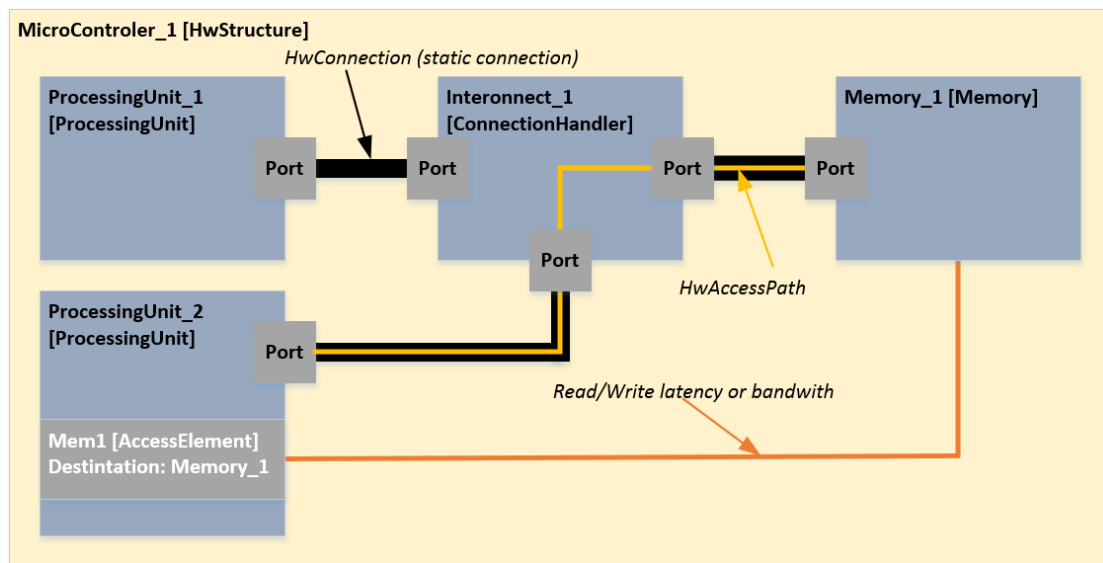 MicroControler_1 [HwStructure]
HwConnection (static connection)
ProcessingUnit_1
[ProcessingUnit]
Port
Port
Interonnect_1
[ConnectionHandler]
Port
Port
Memory_1 [Memory]
Port
HwAccessPath
ProcessingUnit_2
[ProcessingUnit]
Port
Read/Write latency or bandwith
Mem1 [AccessElement]
Destintation: Memory_1